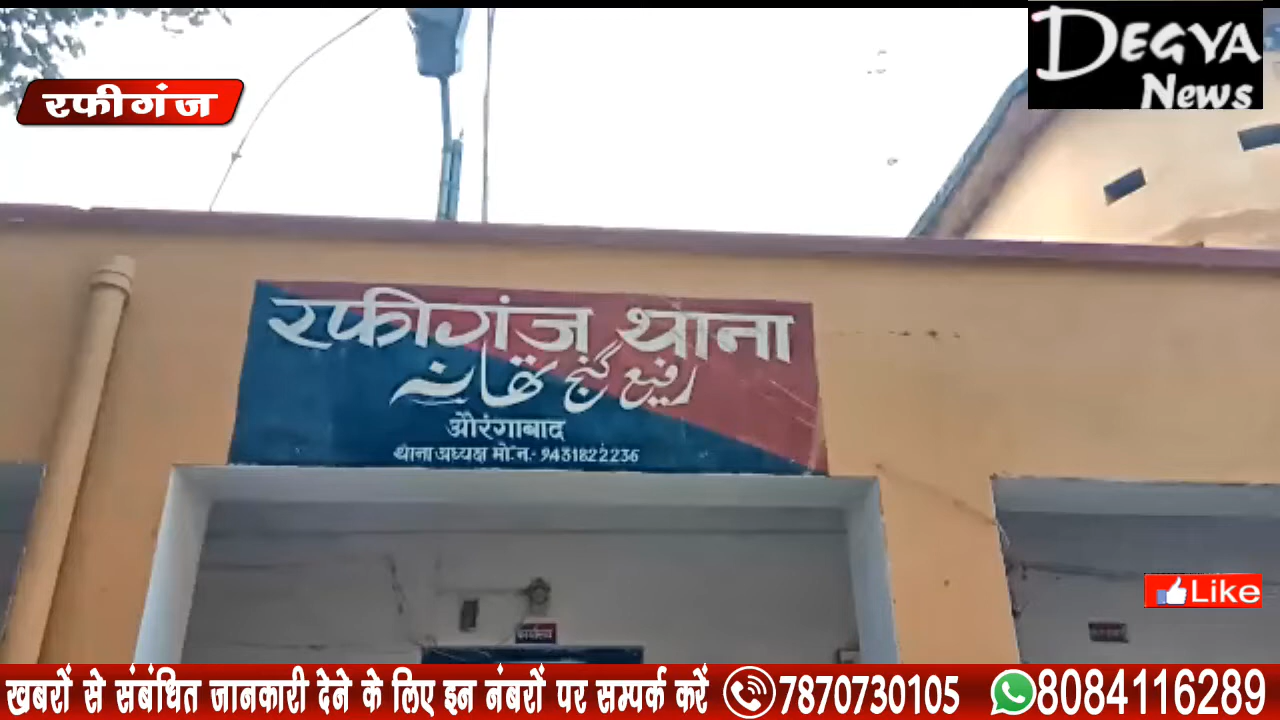 DEGYA
News
रफीगंज
रफीगंज थाना
رفیع گنج تھانہ
औरंगाबाद
थाना अध्यक्ष मो.न.- 9431822236
कार्यालय
Like
खबरों से संबंधित जानकारी देने के लिए इन नंबरों पर सम्पर्क करें 7870730105 8084116289